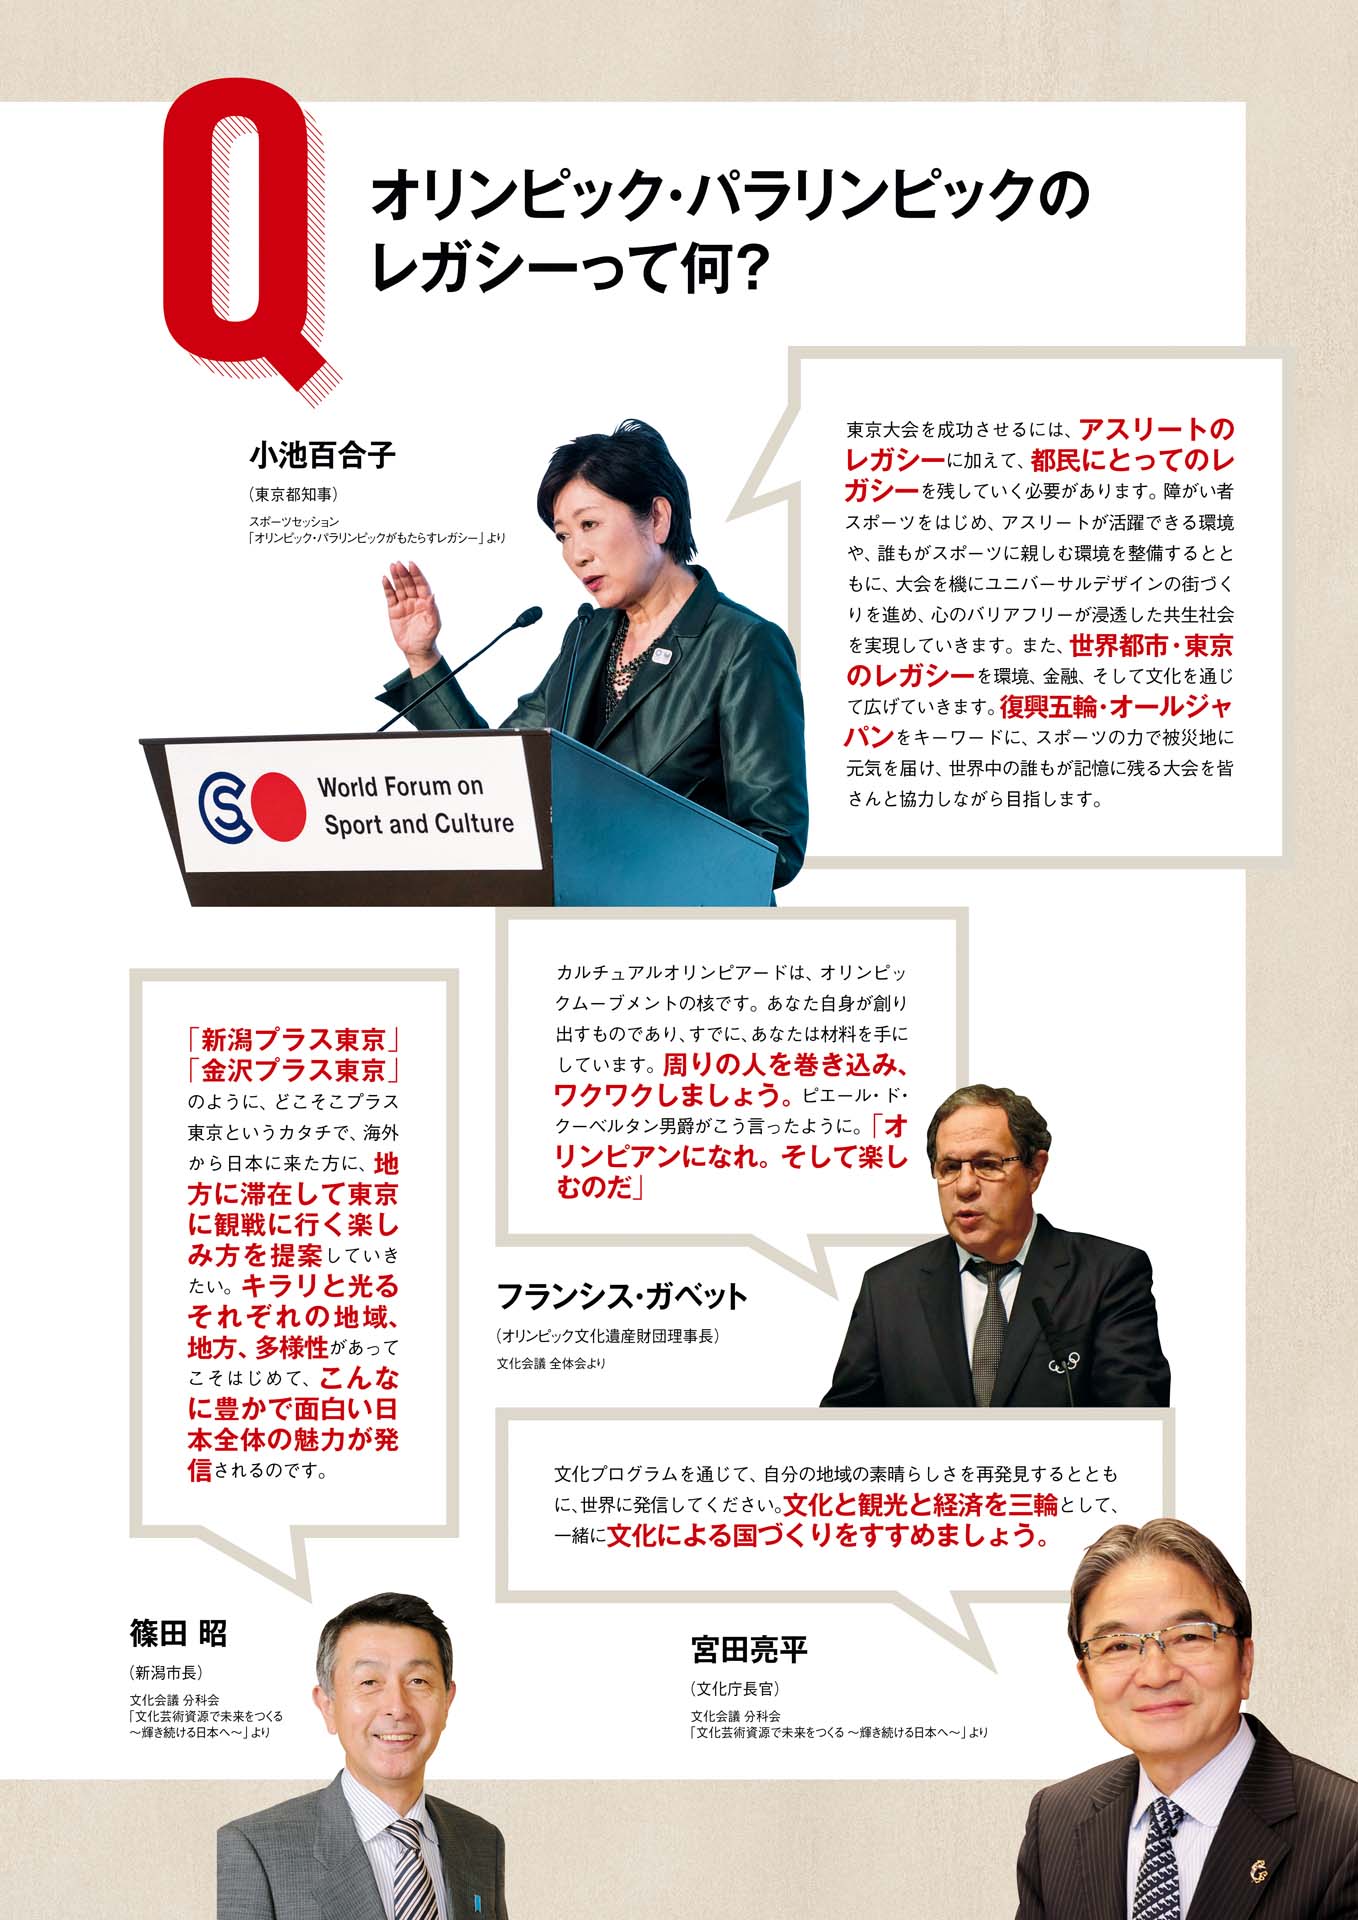 Q
オリンピック・パラリンピックの
レガシーって何?
小池百合子
（東京都知事）
スポーツセッション
「オリンピック・パラリンピックがもたらすレガシー」より
東京大会を成功させるには、アスリートの
レガシーに加えて、都民にとってのレ
ガシーを残していく必要があります。障がい者
スポーツをはじめ、アスリートが活躍できる環境
や、誰もがスポーツに親しむ環境を整備するとと
もに、大会を機にユニバーサルデザインの街づく
りを進め、心のバリアフリーが浸透した共生社会
を実現していきます。また、世界都市・東京
のレガシーを環境、金融、そして文化を通じ
て広げていきます。復興五輪・オールジャ
パンをキーワードに、スポーツの力で被災地に
元気を届け、世界中の誰もが記憶に残る大会を皆
さんと協力しながら目指します。
World Forum on
Sport and Culture
カルチュアルオリンピアードは、オリンピッ
クムーブメントの核です。あなた自身が創り
出すものであり、すでに、あなたは材料を手に
しています。周りの人を巻き込み、
ワクワクしましょう。ピエール・ド・
クーベルタン男爵がこう言ったように。「オ
リンピアンになれ。そして楽し
むのだ」
フランシス・ガベット
（オリンピック文化遺産財団理事長）
文化会議 全体会より
「新潟プラス東京」
「金沢プラス東京」
のように、どこそこプラス
東京というカタチで、海外
から日本に来た方に、地
方に滞在して東京
に観戦に行く楽し
み方を提案していき
たい。キラリと光る
それぞれの地域、
地方、多様性があって
こそはじめて、こんな
に豊かで面白い日
本全体の魅力が発
信されるのです。
篠田 昭
（新潟市長）
文化会議 分科会
「文化芸術資源で未来をつくる
～輝き続ける日本へ～」より
文化プログラムを通じて、自分の地域の素晴らしさを再発見するととも
に、世界に発信してください。文化と観光と経済を三輪として、
一緒に文化による国づくりをすすめましょう。
宮田亮平
（文化庁長官）
文化会議 分科会
「文化芸術資源で未来をつくる ～輝き続ける日本へ～」より